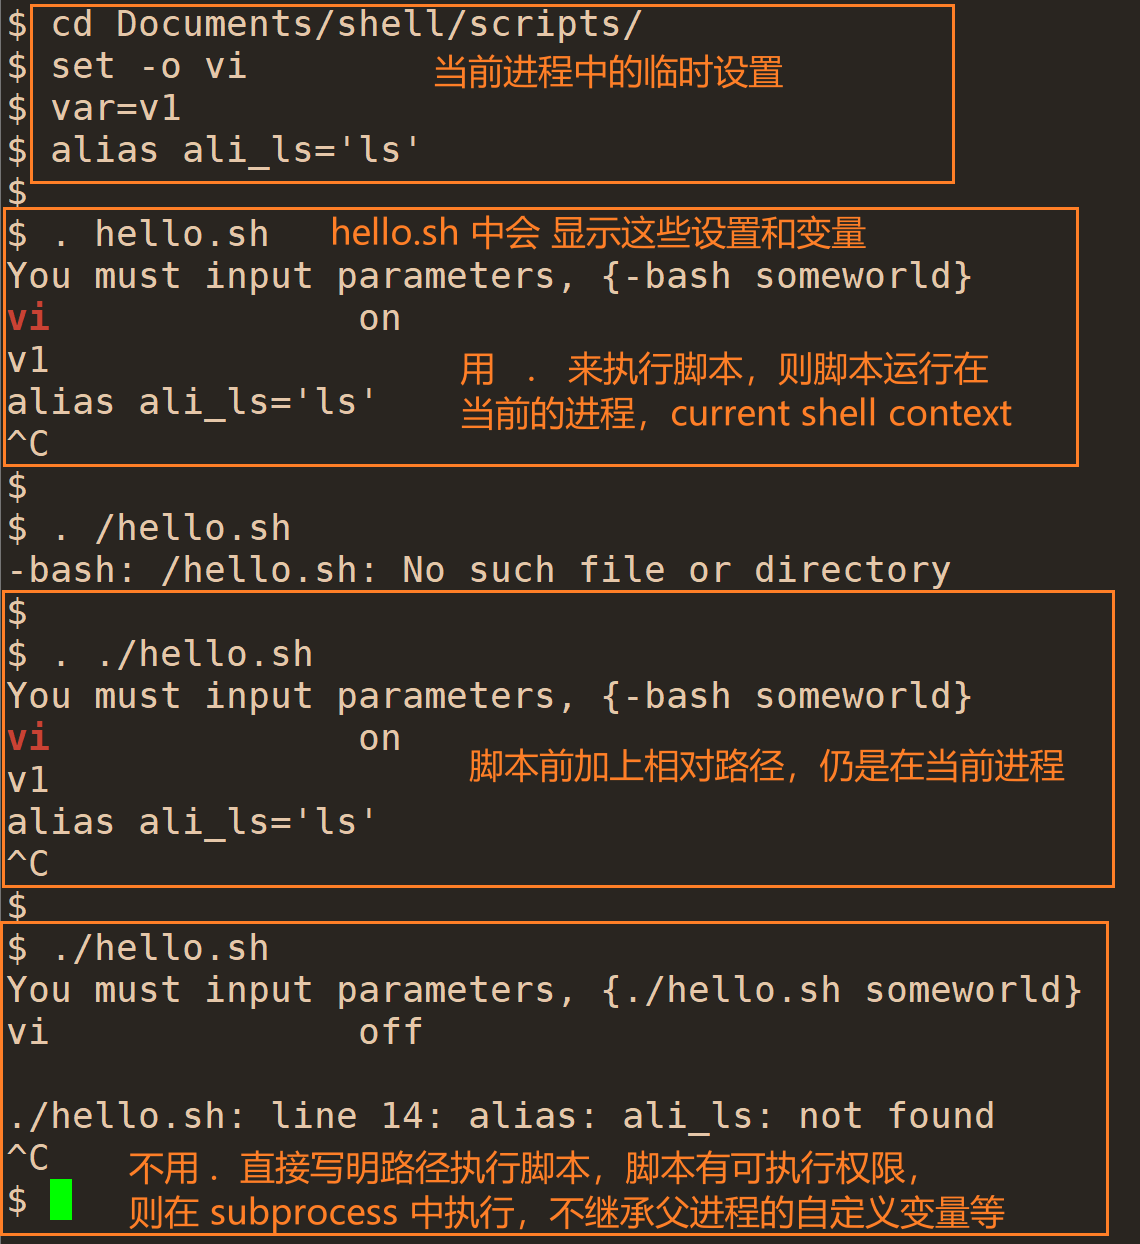 $ cd Documents/shell/scripts/
$ set -o vi 当前进程中的临时设置
$ var=v1
$ alias ali_ls='ls'
$
$ . hello.sh hello.sh 中会 显示这些设置和变量
You must input parameters, {-bash someworld}
vi on
v1
用 . 来执行脚本，则脚本运行在
alias ali_ls='ls'
当前的进程，current shell context
^C
$
$ . /hello.sh
-bash: /hello.sh: No such file or directory
$
$ . ./hello.sh
You must input parameters, {-bash someworld}
vi on
脚本前加上相对路径，仍是在当前进程
v1
alias ali_ls='ls'
^C
$
$ ./hello.sh
You must input parameters, {./hello.sh someworld}
vi off
./hello.sh: line 14: alias: ali_ls: not found
^C
不用 . 直接写明路径执行脚本，脚本有可执行权限，
$
则在 subprocess 中执行，不继承父进程的自定义变量等